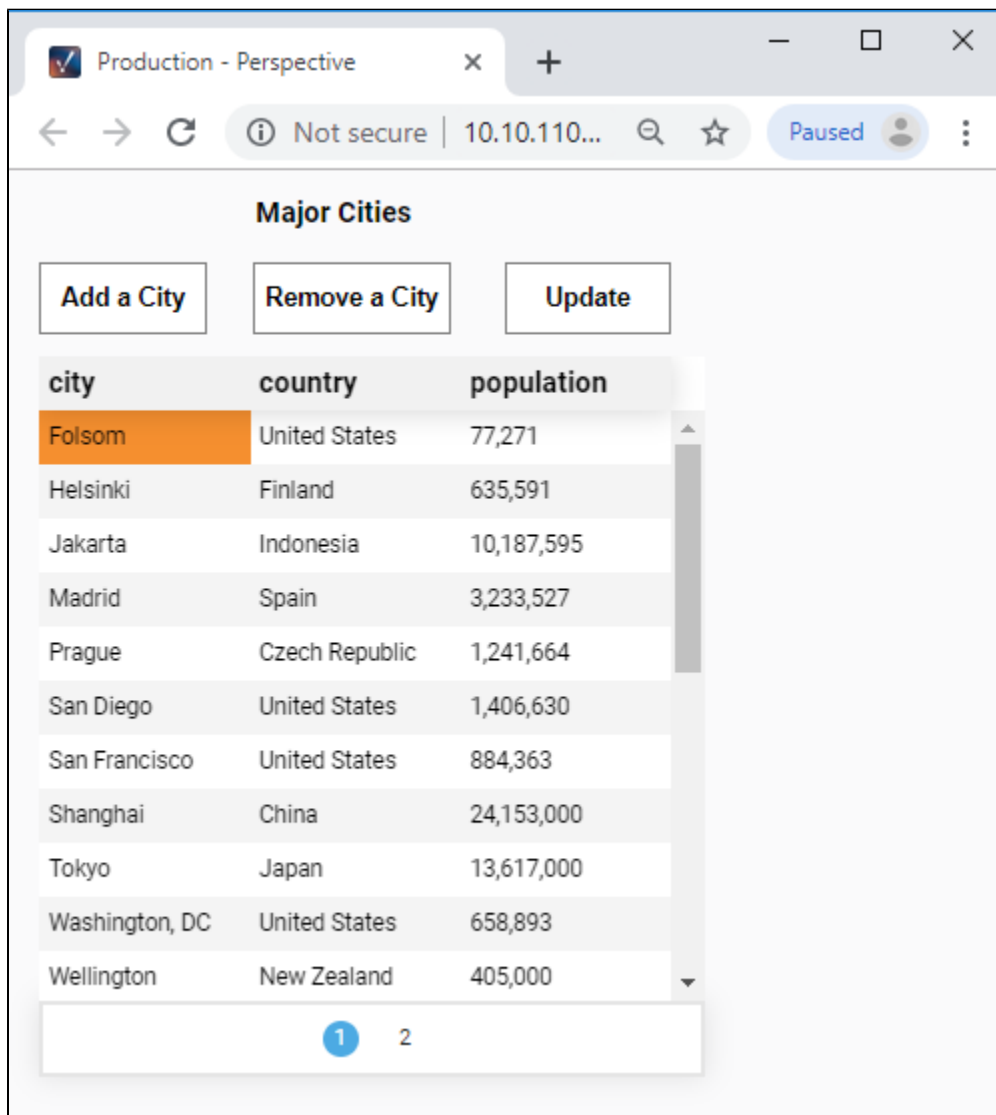 Production - Perspective
Not secure | 10.10.110... Paused
Major Cities
Add a City Remove a City Update
city country population
Folsom United States 77,271
Helsinki Finland 635,591
Jakarta Indonesia 10,187,595
Madrid Spain 3,233,527
Prague Czech Republic 1,241,664
San Diego United States 1,406,630
San Francisco United States 884,363
Shanghai China 24,153,000
Tokyo Japan 13,617,000
Washington, DC United States 658,893
Wellington New Zealand 405,000
1 2